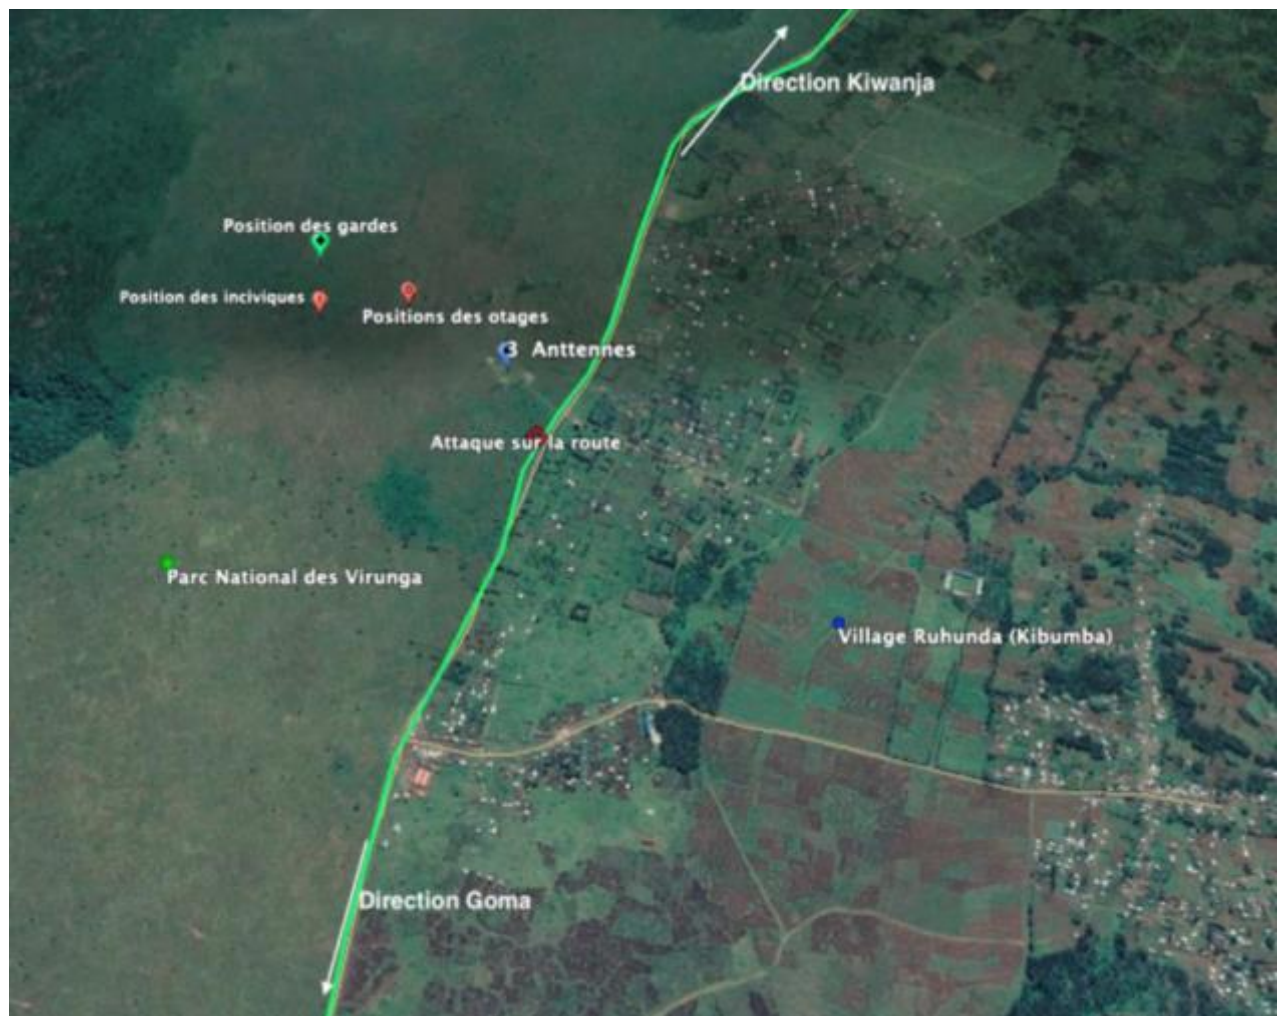 Direction Kiwanja
Position des gardes
Position des inciviques
Positions des otages
3 Anttennes
Attaque sur la route
Parc National des Virunga
Village Ruhunda (Kibumba)
Direction Goma